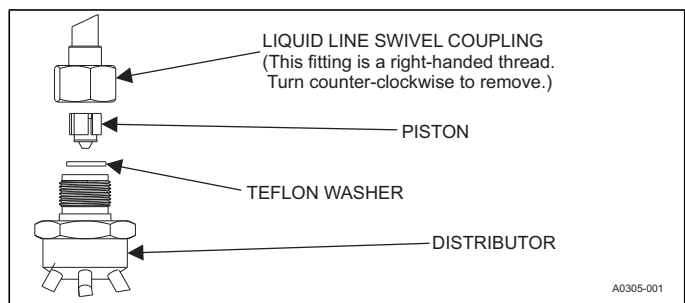 LIQUID LINE SWIVEL COUPLING
(This fitting is a right-handed thread.
Turn counter-clockwise to remove.)
PISTON
TEFLON WASHER
DISTRIBUTOR
A0305-001